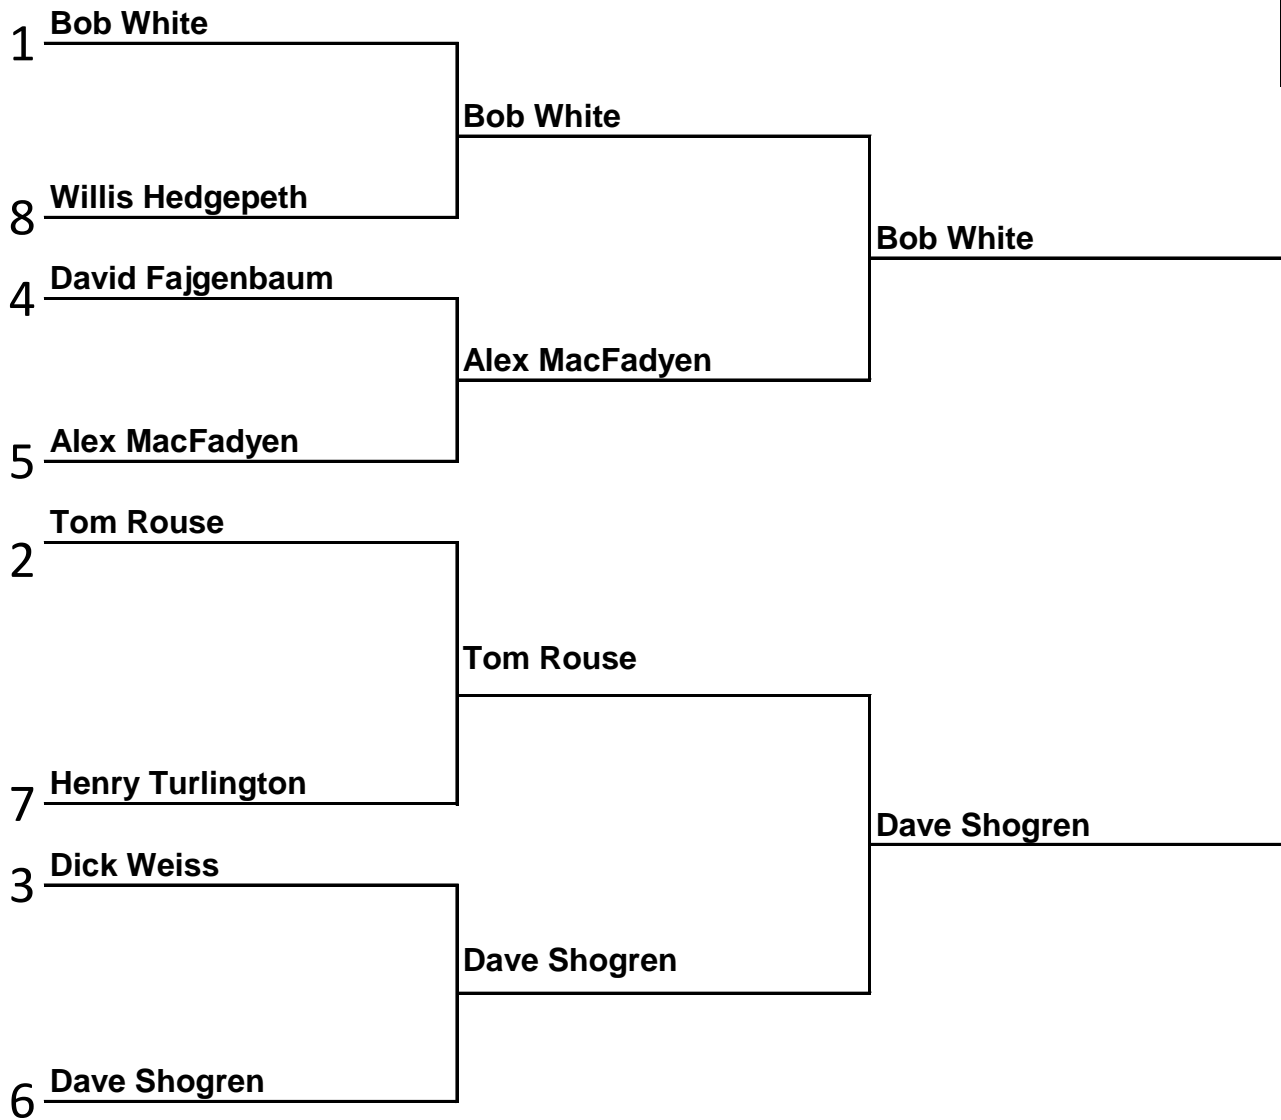 Bob White
1
Bob White
Willis Hedgepeth
8
Bob White
David Fajgenbaum
4
Alex MacFadyen
Alex MacFadyen
5
Tom Rouse
2
Tom Rouse
Henry Turlington
7
Dave Shogren
Dick Weiss
3
Dave Shogren
Dave Shogren
6